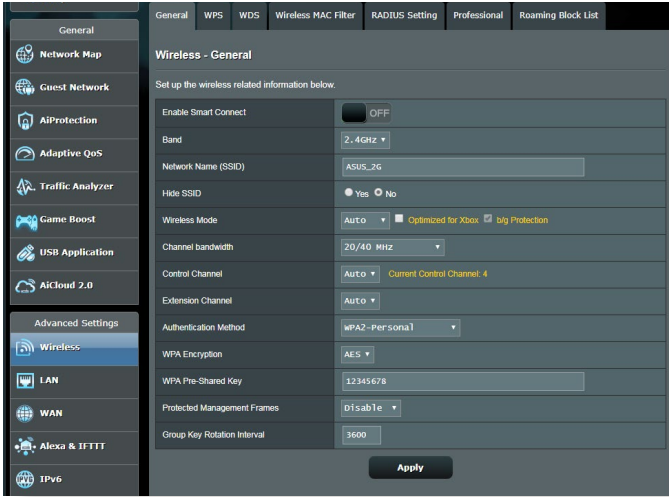 General
Network Map
Guest Network
AiProtection
Adaptive QoS
Traffic Analyzer
Game Boost
USB Application
AiCloud 2.0
Advanced Settings
Wireless
LAN
WAN
Alexa & IFTTT
IPv6
General WPS WDS Wireless MAC Filter RADIUS Setting Professional Roaming Block List
Wireless - General
Set up the wireless related information below.
Enable Smart Connect OFF
Band 2.4GHz
Network Name (SSID) ASUS_2G
Hide SSID Yes No
Wireless Mode Auto Optimized for Xbox b/g Protection
Channel bandwidth 20/40 MHz
Control Channel Auto Current Control Channel: 4
Extension Channel Auto
Authentication Method WPA2-Personal
WPA Encryption AES
WPA Pre-Shared Key 12345678
Protected Management Frames Disable
Group Key Rotation Interval 3600
Apply